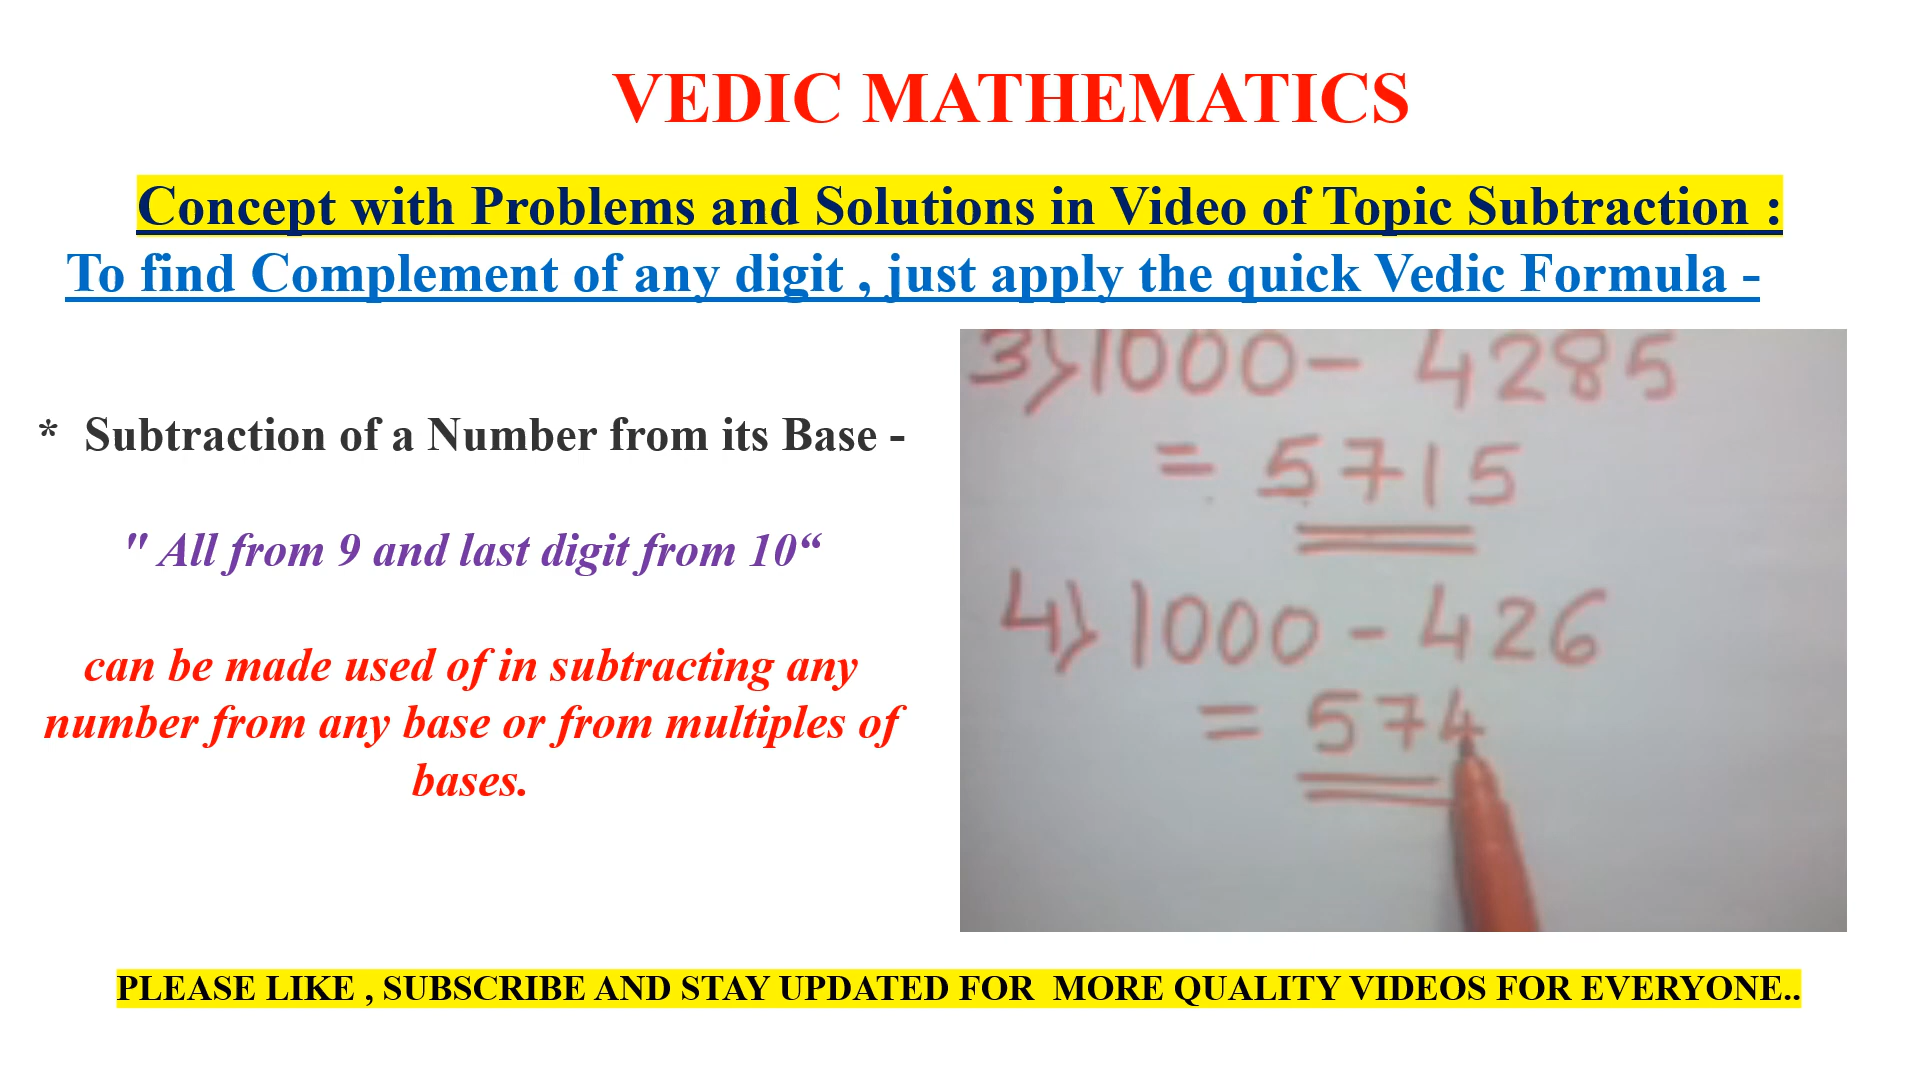 VEDIC MATHEMATICS
Concept with Problems and Solutions in Video of Topic Subtraction :
To find Complement of any digit , just apply the quick Vedic Formula -
* Subtraction of a Number from its Base -
" All from 9 and last digit from 10“
can be made used of in subtracting any
number from any base or from multiples of
bases.
3) 1000 - 4285
= 5715
4) 1000 - 426
= 574
PLEASE LIKE , SUBSCRIBE AND STAY UPDATED FOR MORE QUALITY VIDEOS FOR EVERYONE..